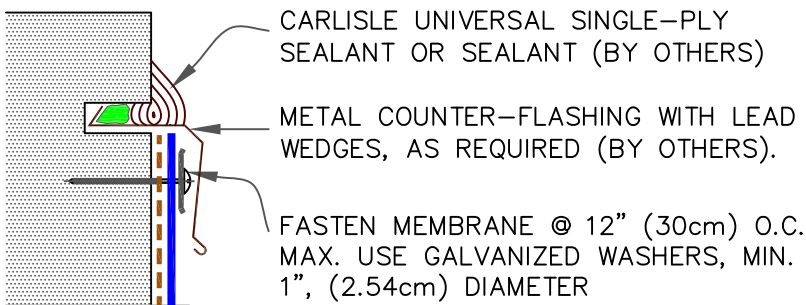 CARLISLE UNIVERSAL SINGLE-PLY
SEALANT OR SEALANT (BY OTHERS)
METAL COUNTER-FLASHING WITH LEAD
WEDGES, AS REQUIRED (BY OTHERS).
FASTEN MEMBRANE @ 12" (30cm) O.C.
MAX. USE GALVANIZED WASHERS, MIN.
1", (2.54cm) DIAMETER